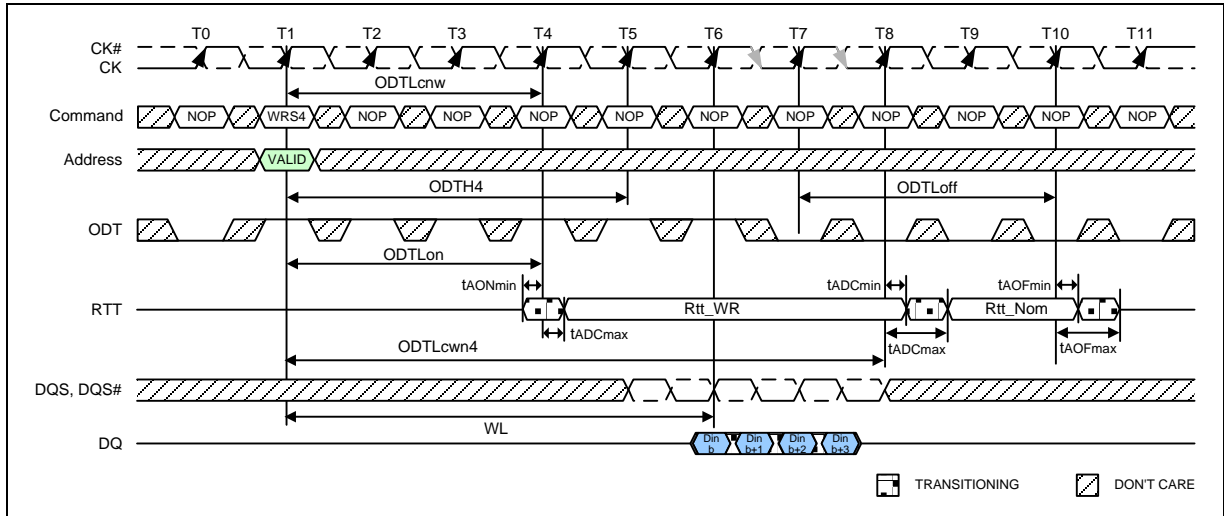 T0 T1 T2 T3 T4 T5 T6 T7 T8 T9 T10 T11
CK#
CK
ODTLcnw
Command NOP WRS4 NOP NOP NOP NOP NOP NOP NOP NOP NOP NOP
Address VALID
ODTH4 ODTLoff
ODT
ODTLon
tAONmin tADCmin tAOFmin
RTT Rtt_WR Rtt_Nom
tADCmax tADCmax tAOFmax
ODTLcwn4
DQS, DQS#
WL
DQ Din b Din b+1 Din b+2 Din b+3
TRANSITIONING DON'T CARE